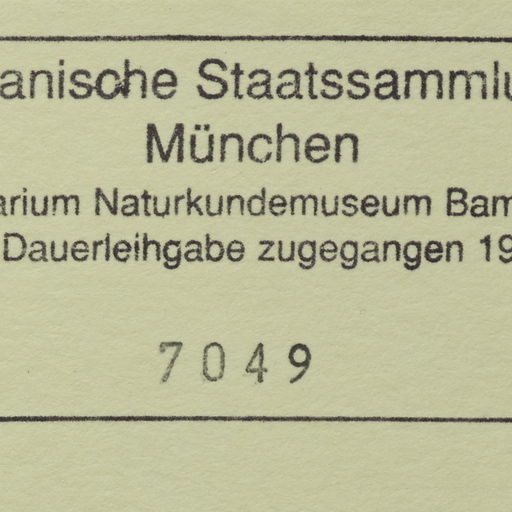 anische Staatssammlu
München
arium Naturkundemuseum Bam
Dauerleihgabe zugegangen 19
7049